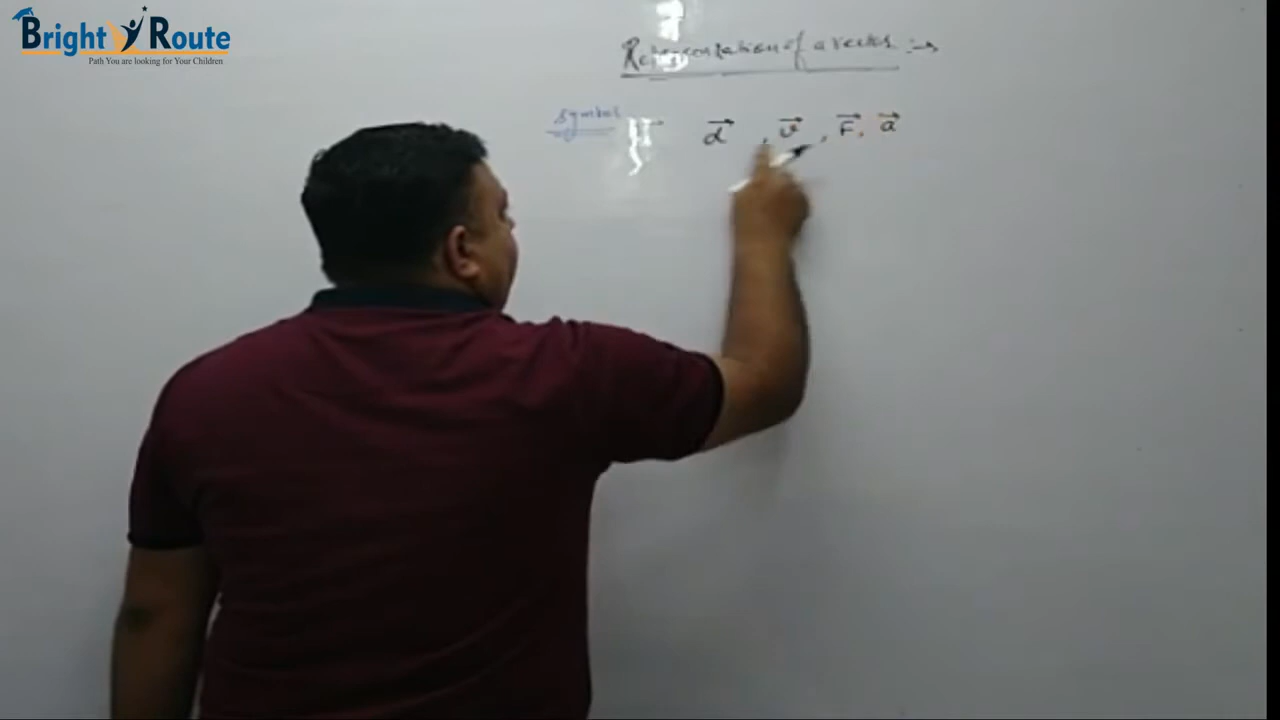 Bright Route
Path You are looking for Your Children
Representation of a vector :→
Symbol d⃗ , v⃗ , F⃗, a⃗